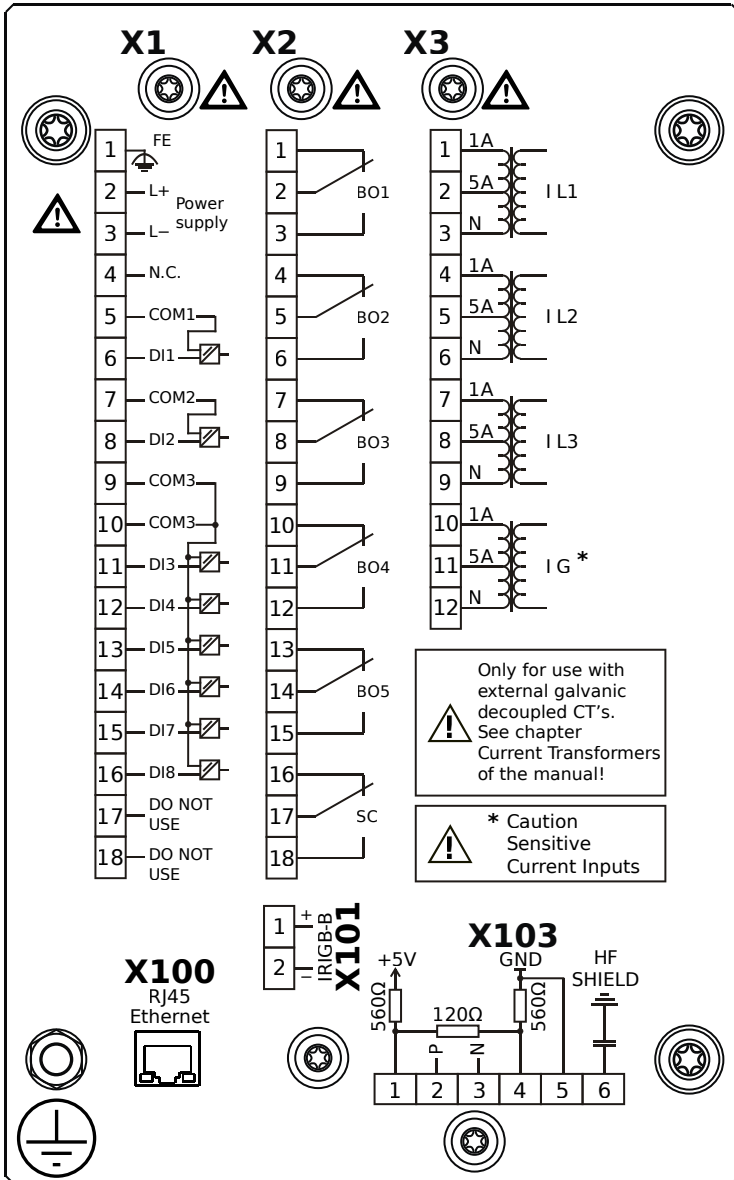 X1
X2
X3
1 FE
2 L+
Power
supply
3 L−
4 N.C.
5 COM1
6 DI1
7 COM2
8 DI2
9 COM3
10 COM3
11 DI3
12 DI4
13 DI5
14 DI6
15 DI7
16 DI8
17 DO NOT
USE
18 DO NOT
USE
1
2 BO1
3
4
5 BO2
6
7
8 BO3
9
10
11 BO4
12
13
14 BO5
15
16
17 SC
18
1 1A
2 5A I L1
3 N
4 1A
5 5A I L2
6 N
7 1A
8 5A I L3
9 N
10 1A
11 5A I G *
12 N
Only for use with
external galvanic
decoupled CT's.
See chapter
Current Transformers
of the manual!
* Caution
Sensitive
Current Inputs
X100
RJ45
Ethernet
1 +
2 −
IRIGB-B
X101
X103
+5V
GND
HF
SHIELD
560Ω
120Ω
560Ω
P
N
1 2 3 4 5 6